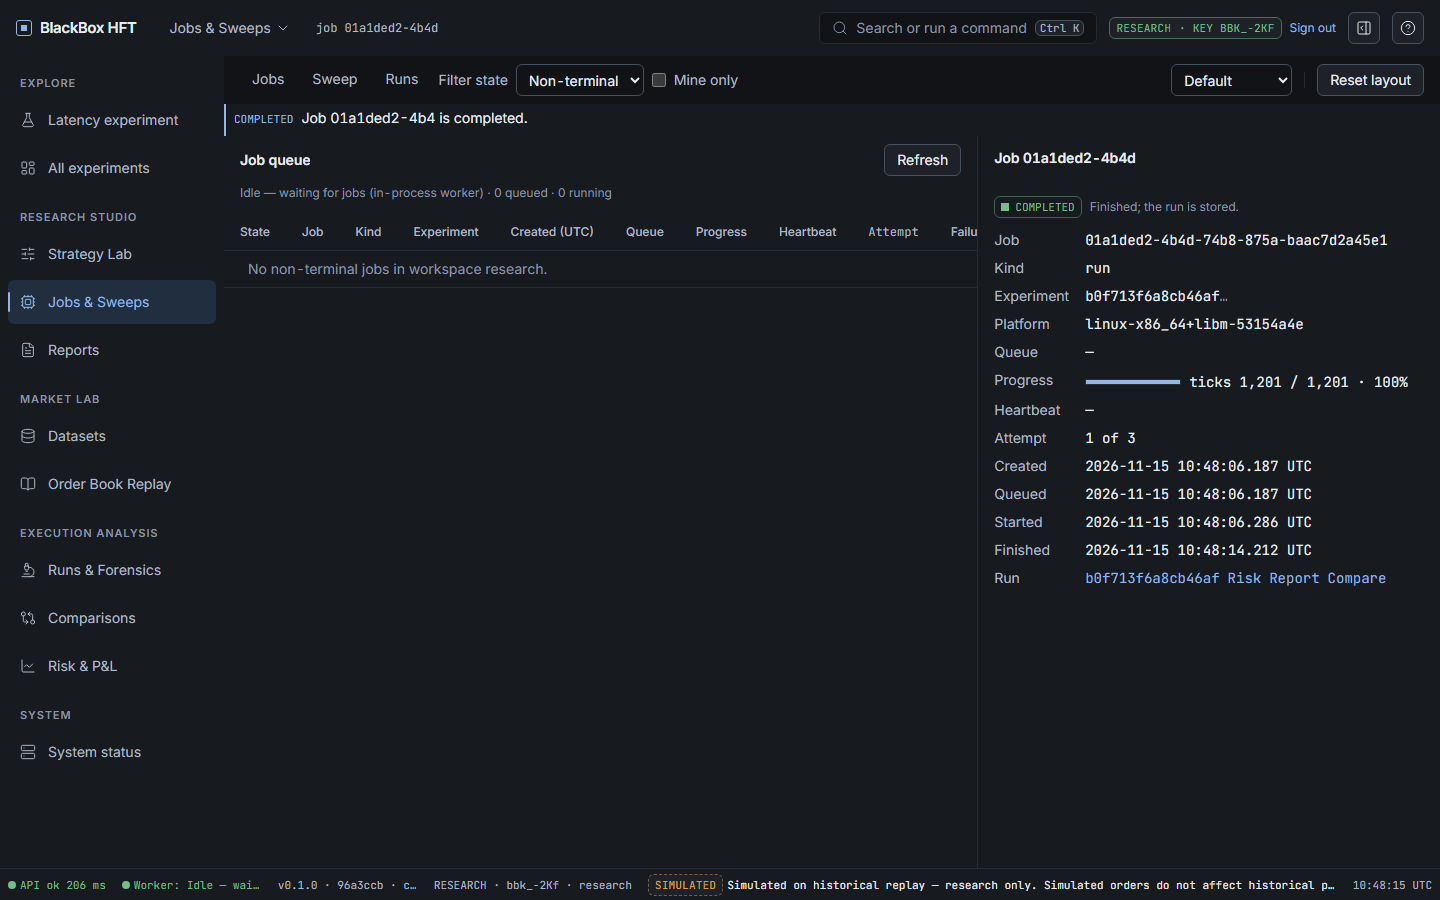 BlackBox HFT
Jobs & Sweeps
job 01a1ded2-4b4d
Search or run a command Ctrl K
RESEARCH · KEY BBK_-2KF
Sign out
EXPLORE
Latency experiment
All experiments
RESEARCH STUDIO
Strategy Lab
Jobs & Sweeps
Reports
MARKET LAB
Datasets
Order Book Replay
EXECUTION ANALYSIS
Runs & Forensics
Comparisons
Risk & P&L
SYSTEM
System status
Jobs Sweep Runs Filter state Non-terminal Mine only
Default
Reset layout
COMPLETED Job 01a1ded2-4b4 is completed.
Job queue
Refresh
Idle — waiting for jobs (in-process worker) · 0 queued · 0 running
State Job Kind Experiment Created (UTC) Queue Progress Heartbeat Attempt Failu
No non-terminal jobs in workspace research.
Job 01a1ded2-4b4d
COMPLETED Finished; the run is stored.
Job 01a1ded2-4b4d-74b8-875a-baac7d2a45e1
Kind run
Experiment b0f713f6a8cb46af…
Platform linux-x86_64+libm-53154a4e
Queue —
Progress ticks 1,201 / 1,201 · 100%
Heartbeat —
Attempt 1 of 3
Created 2026-11-15 10:48:06.187 UTC
Queued 2026-11-15 10:48:06.187 UTC
Started 2026-11-15 10:48:06.286 UTC
Finished 2026-11-15 10:48:14.212 UTC
Run b0f713f6a8cb46af Risk Report Compare
API ok 206 ms
Worker: Idle — wai…
v0.1.0 · 96a3ccb · c…
RESEARCH · bbk_-2Kf · research
SIMULATED Simulated on historical replay — research only. Simulated orders do not affect historical p…
10:48:15 UTC